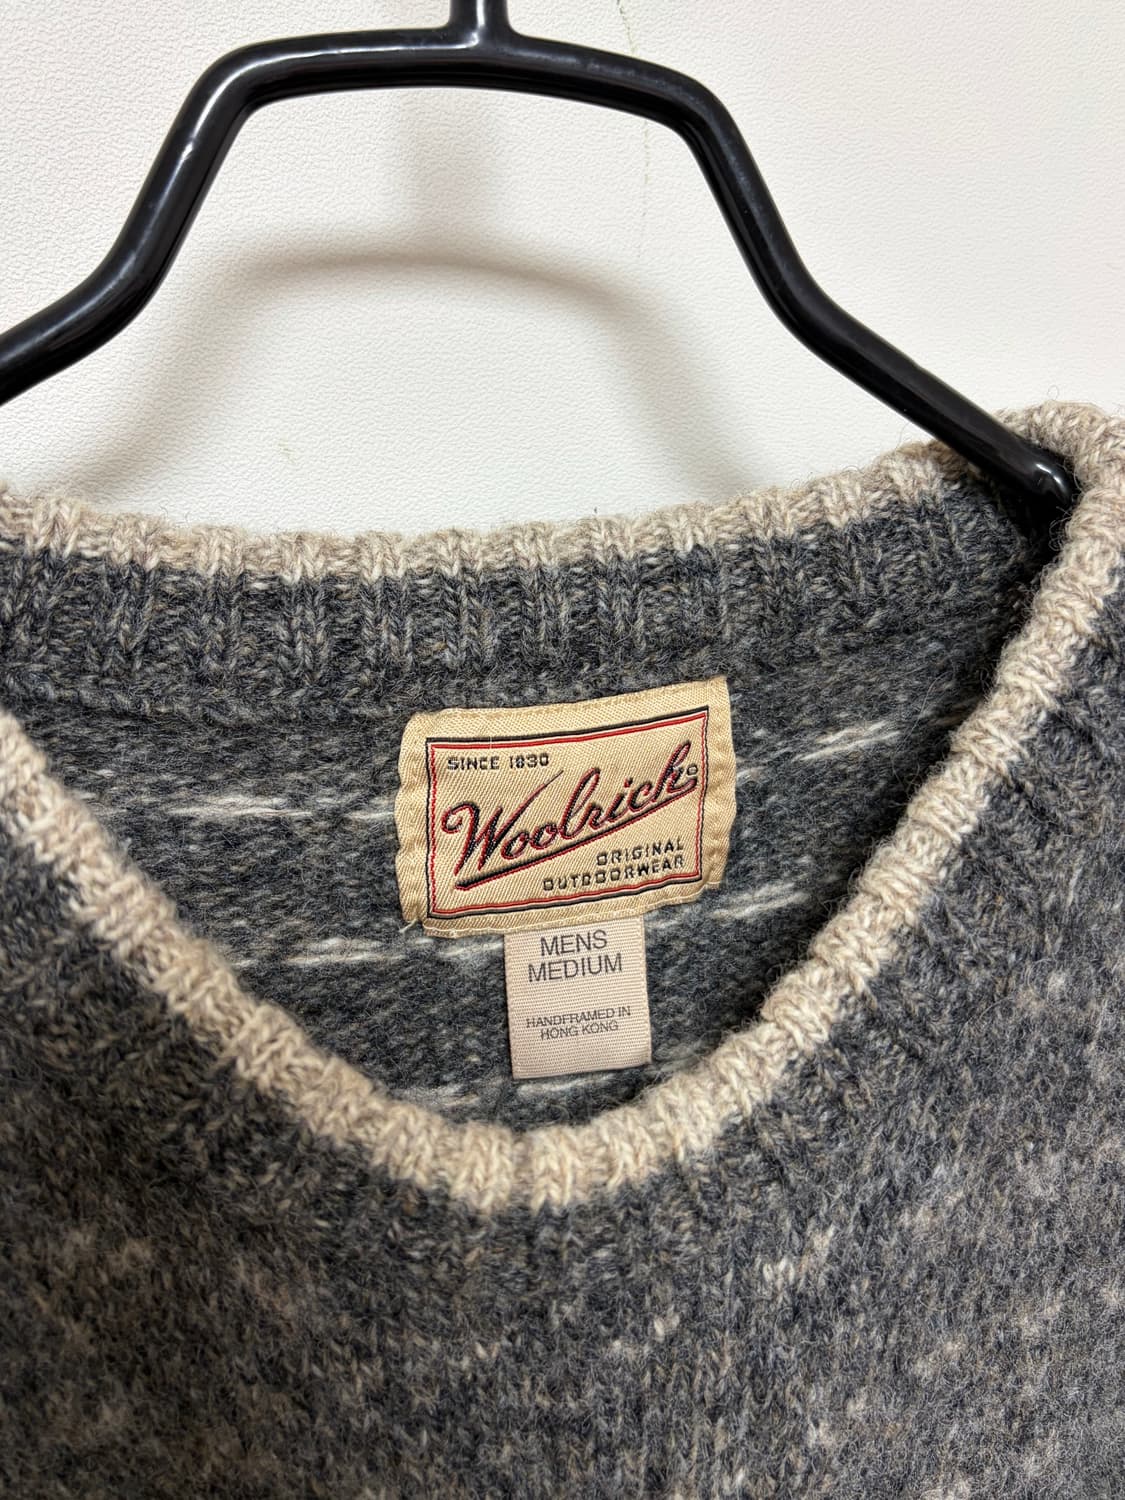 SINCE 1830
Woolrich
ORIGINAL
OUTDOORWEAR
MENS
MEDIUM
HANDFRAMED IN
HONG KONG